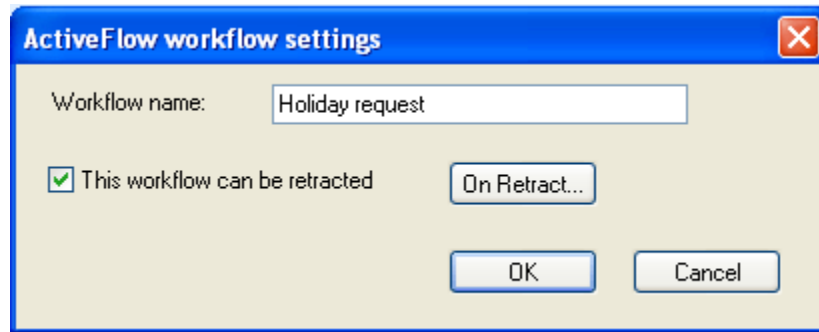 ActiveFlow workflow settings
Workflow name: Holiday request
This workflow can be retracted On Retract...
OK Cancel